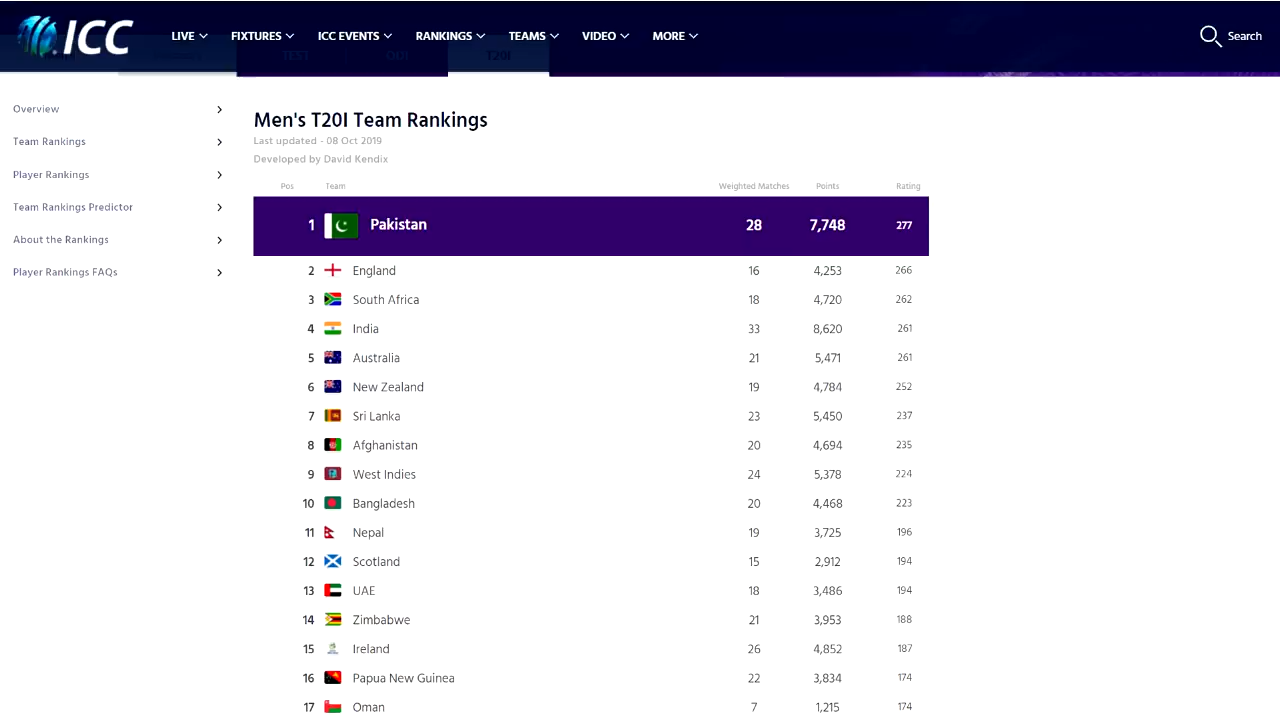 ICC
LIVE FIXTURES ICC EVENTS RANKINGS TEAMS VIDEO MORE Search
TEST ODI T20I
Overview
Team Rankings
Player Rankings
Team Rankings Predictor
About the Rankings
Player Rankings FAQs
Men's T20I Team Rankings
Last updated - 08 Oct 2019
Developed by David Kendix
Pos. Team Weighted Matches Points Rating
1 Pakistan 28 7,748 277
2 England 16 4,253 266
3 South Africa 18 4,720 262
4 India 33 8,620 261
5 Australia 21 5,471 261
6 New Zealand 19 4,784 252
7 Sri Lanka 23 5,450 237
8 Afghanistan 20 4,694 235
9 West Indies 24 5,378 224
10 Bangladesh 20 4,468 223
11 Nepal 19 3,725 196
12 Scotland 15 2,912 194
13 UAE 18 3,486 194
14 Zimbabwe 21 3,953 188
15 Ireland 26 4,852 187
16 Papua New Guinea 22 3,834 174
17 Oman 7 1,215 174